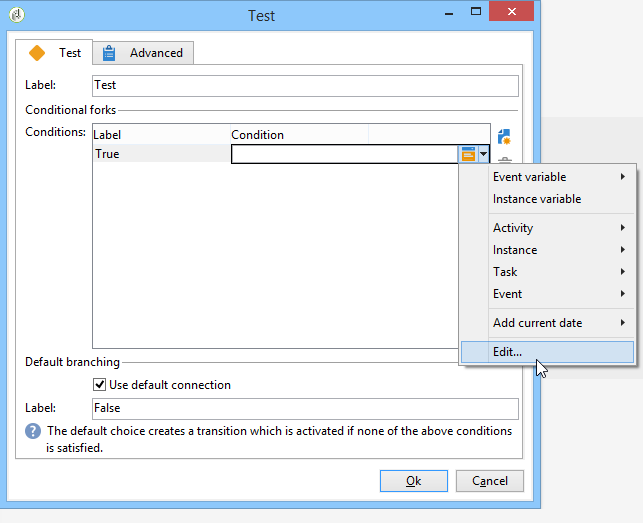 Test
Test
Advanced
Label:
Test
Conditional forks
Conditions:
Label
Condition
True
Event variable
Instance variable
Activity
Instance
Task
Event
Add current date
Edit...
Default branching
Use default connection
Label:
False
The default choice creates a transition which is activated if none of the above conditions
is satisfied.
Ok
Cancel